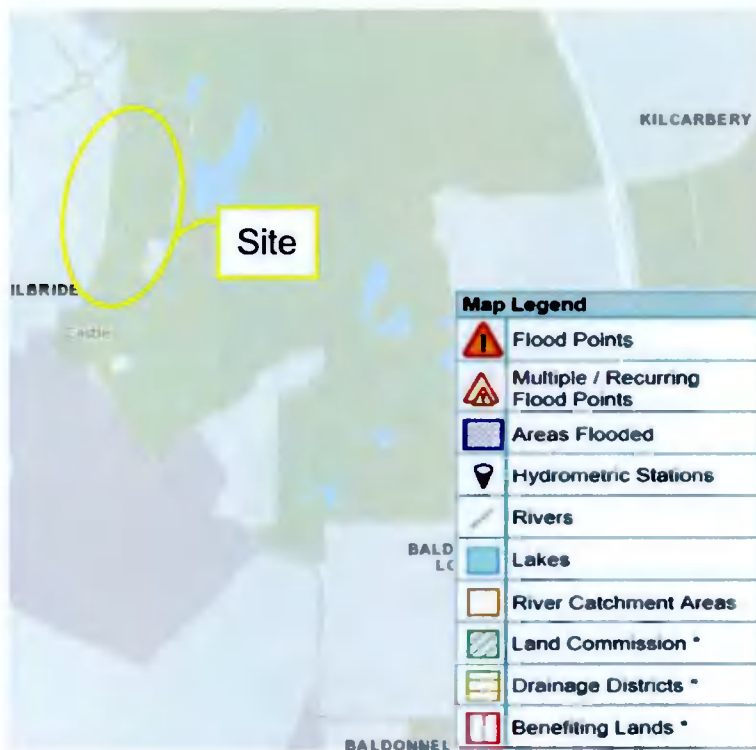 KILCARBERY
Site
ILBRIDE
Castle
Map Legend
Flood Points
Multiple / Recurring
Flood Points
Areas Flooded
Hydrometric Stations
Rivers
Lakes
River Catchment Areas
Land Commission *
Drainage Districts *
Benefiting Lands *
BALD
LO
BALDONNEL